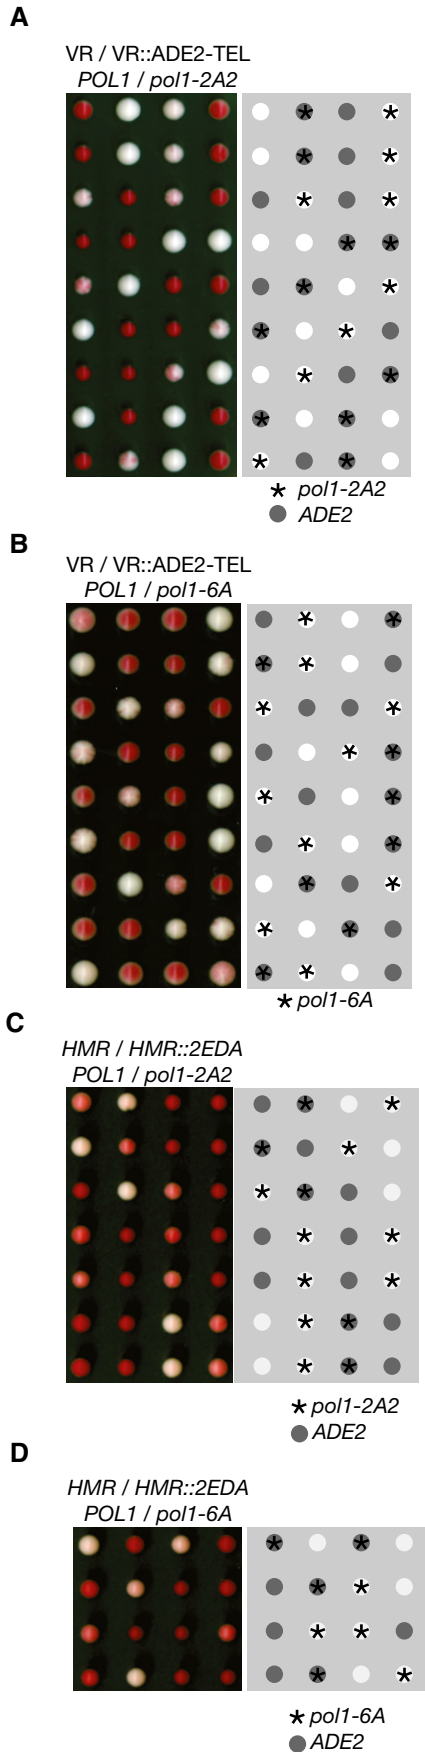 A
VR / VR::ADE2-TEL
POL1 / pol1-2A2
* pol1-2A2
ADE2
B
VR / VR::ADE2-TEL
POL1 / pol1-6A
* pol1-6A
C
HMR / HMR::2EDA
POL1 / pol1-2A2
* pol1-2A2
ADE2
D
HMR / HMR::2EDA
POL1 / pol1-6A
* pol1-6A
ADE2